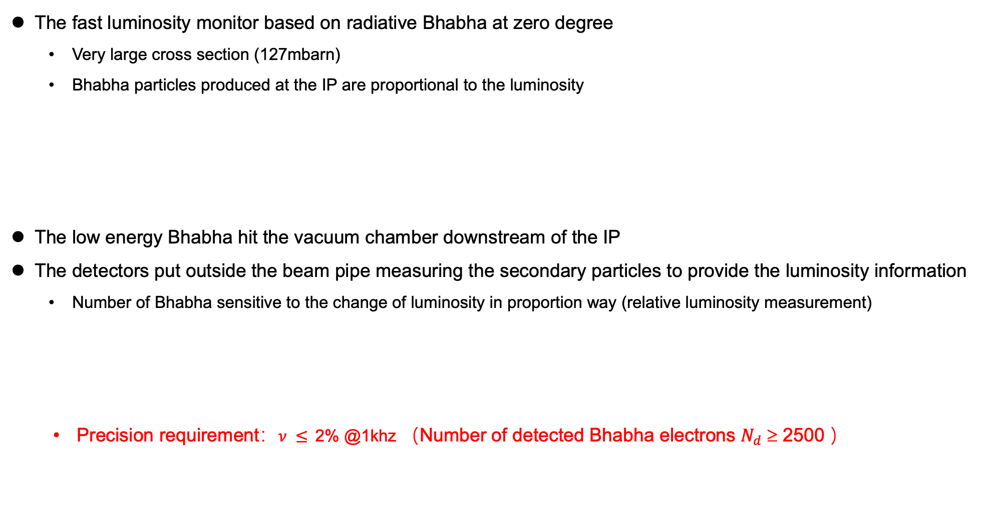 ● The fast luminosity monitor based on radiative Bhabha at zero degree
• Very large cross section (127mbarn)
• Bhabha particles produced at the IP are proportional to the luminosity
● The low energy Bhabha hit the vacuum chamber downstream of the IP
● The detectors put outside the beam pipe measuring the secondary particles to provide the luminosity information
• Number of Bhabha sensitive to the change of luminosity in proportion way (relative luminosity measurement)
• Precision requirement： ν ≤ 2% @1khz （Number of detected Bhabha electrons N_d ≥ 2500 ）